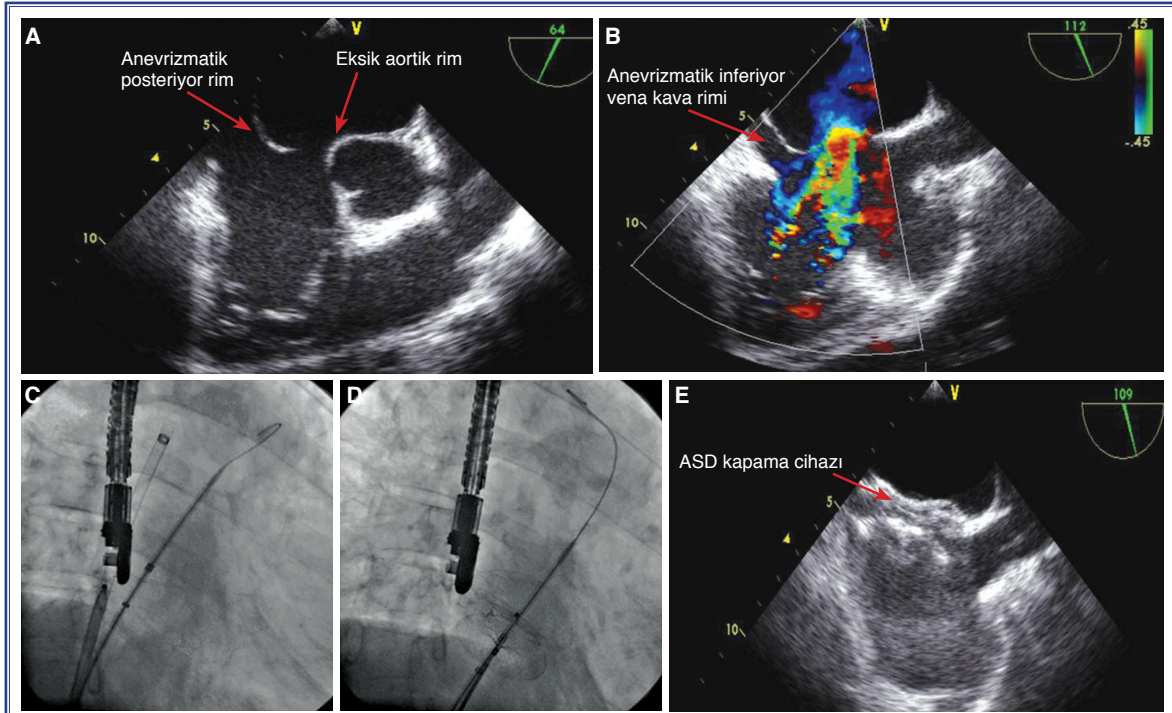 A
V
64
Anevrizmatik
posteriyor rim
Eksik aortik rim
5
10
B
V
112
.45
-.45
Anevrizmatik inferiyor
vena kava rimi
5
10
C
D
E
V
109
ASD kapama cihazı
5
10